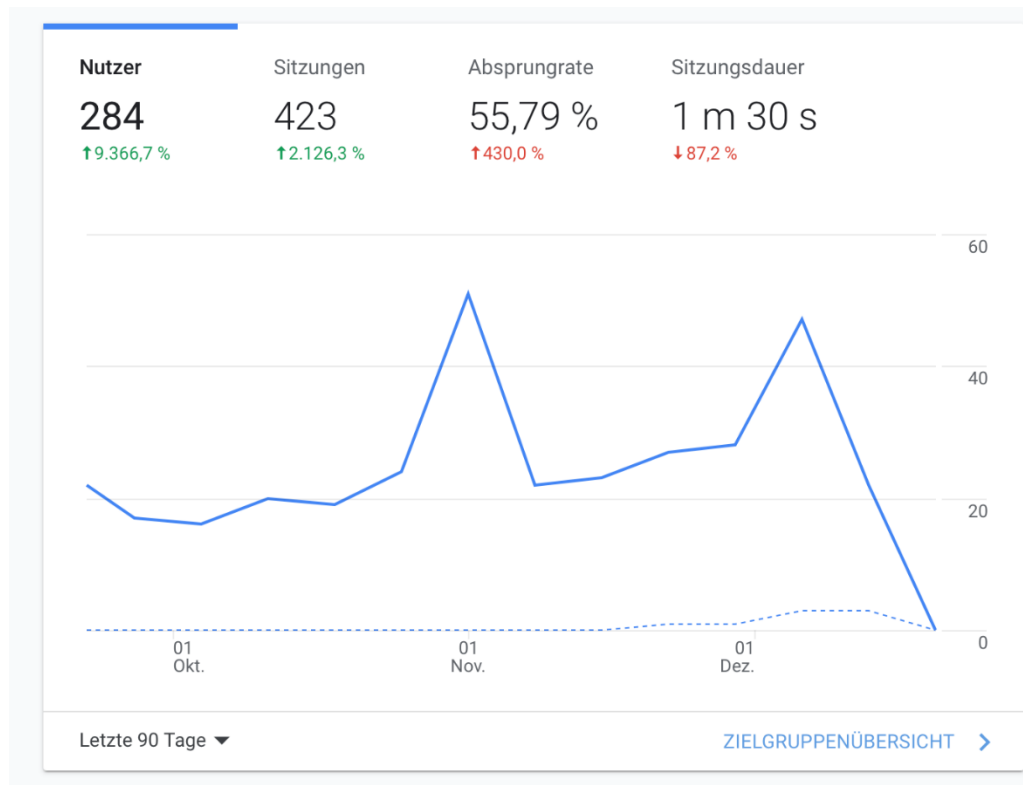 Nutzer Sitzungen Absprungrate Sitzungsdauer
284 423 55,79 % 1 m 30 s
↑9.366,7 % ↑2.126,3 % ↑430,0 % ↓87,2 %
60
40
20
0
01 01 01
Okt. Nov. Dez.
Letzte 90 Tage ZIELGRUPPENÜBERSICHT